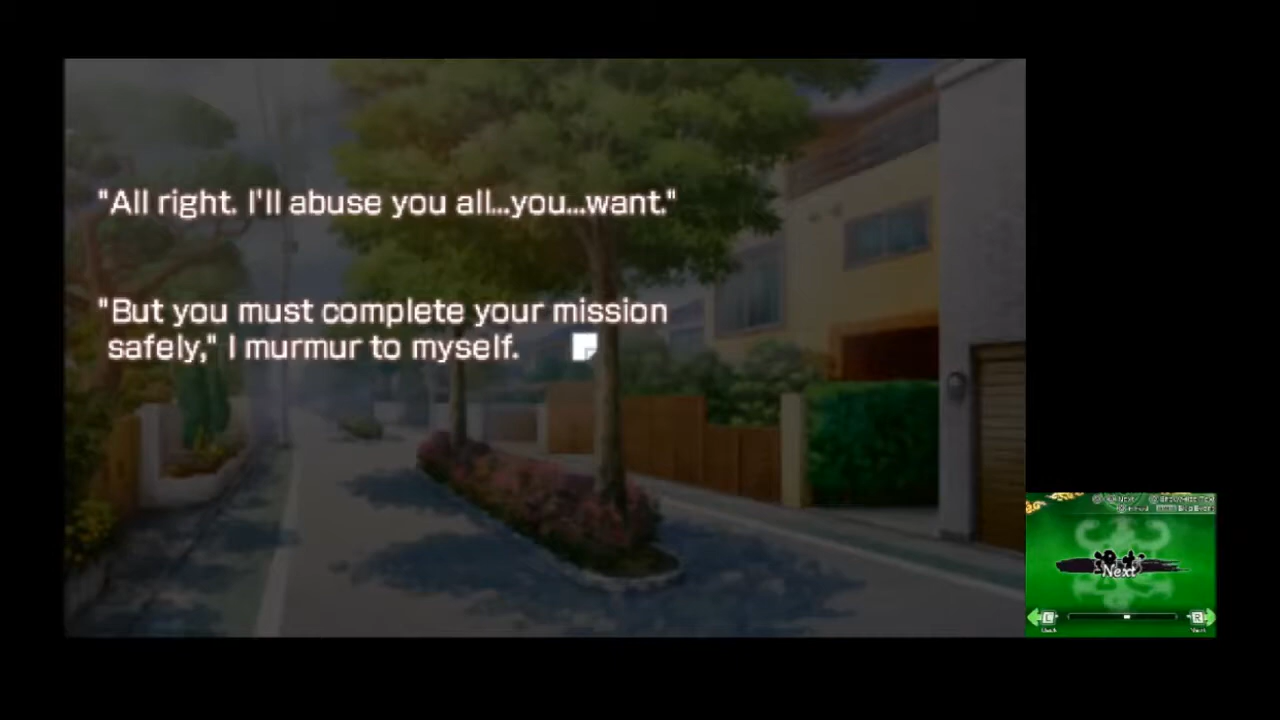 "All right. I'll abuse you all...you...want."
"But you must complete your mission
safely," I murmur to myself.
Next
L
R